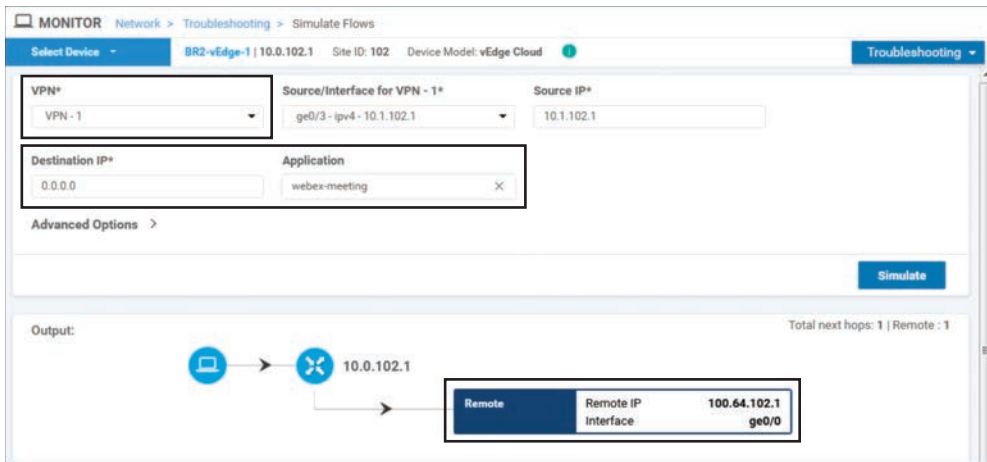 MONITOR Network > Troubleshooting > Simulate Flows
Select Device BR2-vEdge-1 | 10.0.102.1 Site ID: 102 Device Model: vEdge Cloud Troubleshooting
VPN* Source/Interface for VPN - 1* Source IP*
VPN - 1 ge0/3 - ipv4 - 10.1.102.1 10.1.102.1
Destination IP* Application
0.0.0.0 webex-meeting
Advanced Options >
Simulate
Output: Total next hops: 1 | Remote : 1
10.0.102.1
Remote Remote IP 100.64.102.1
Interface ge0/0